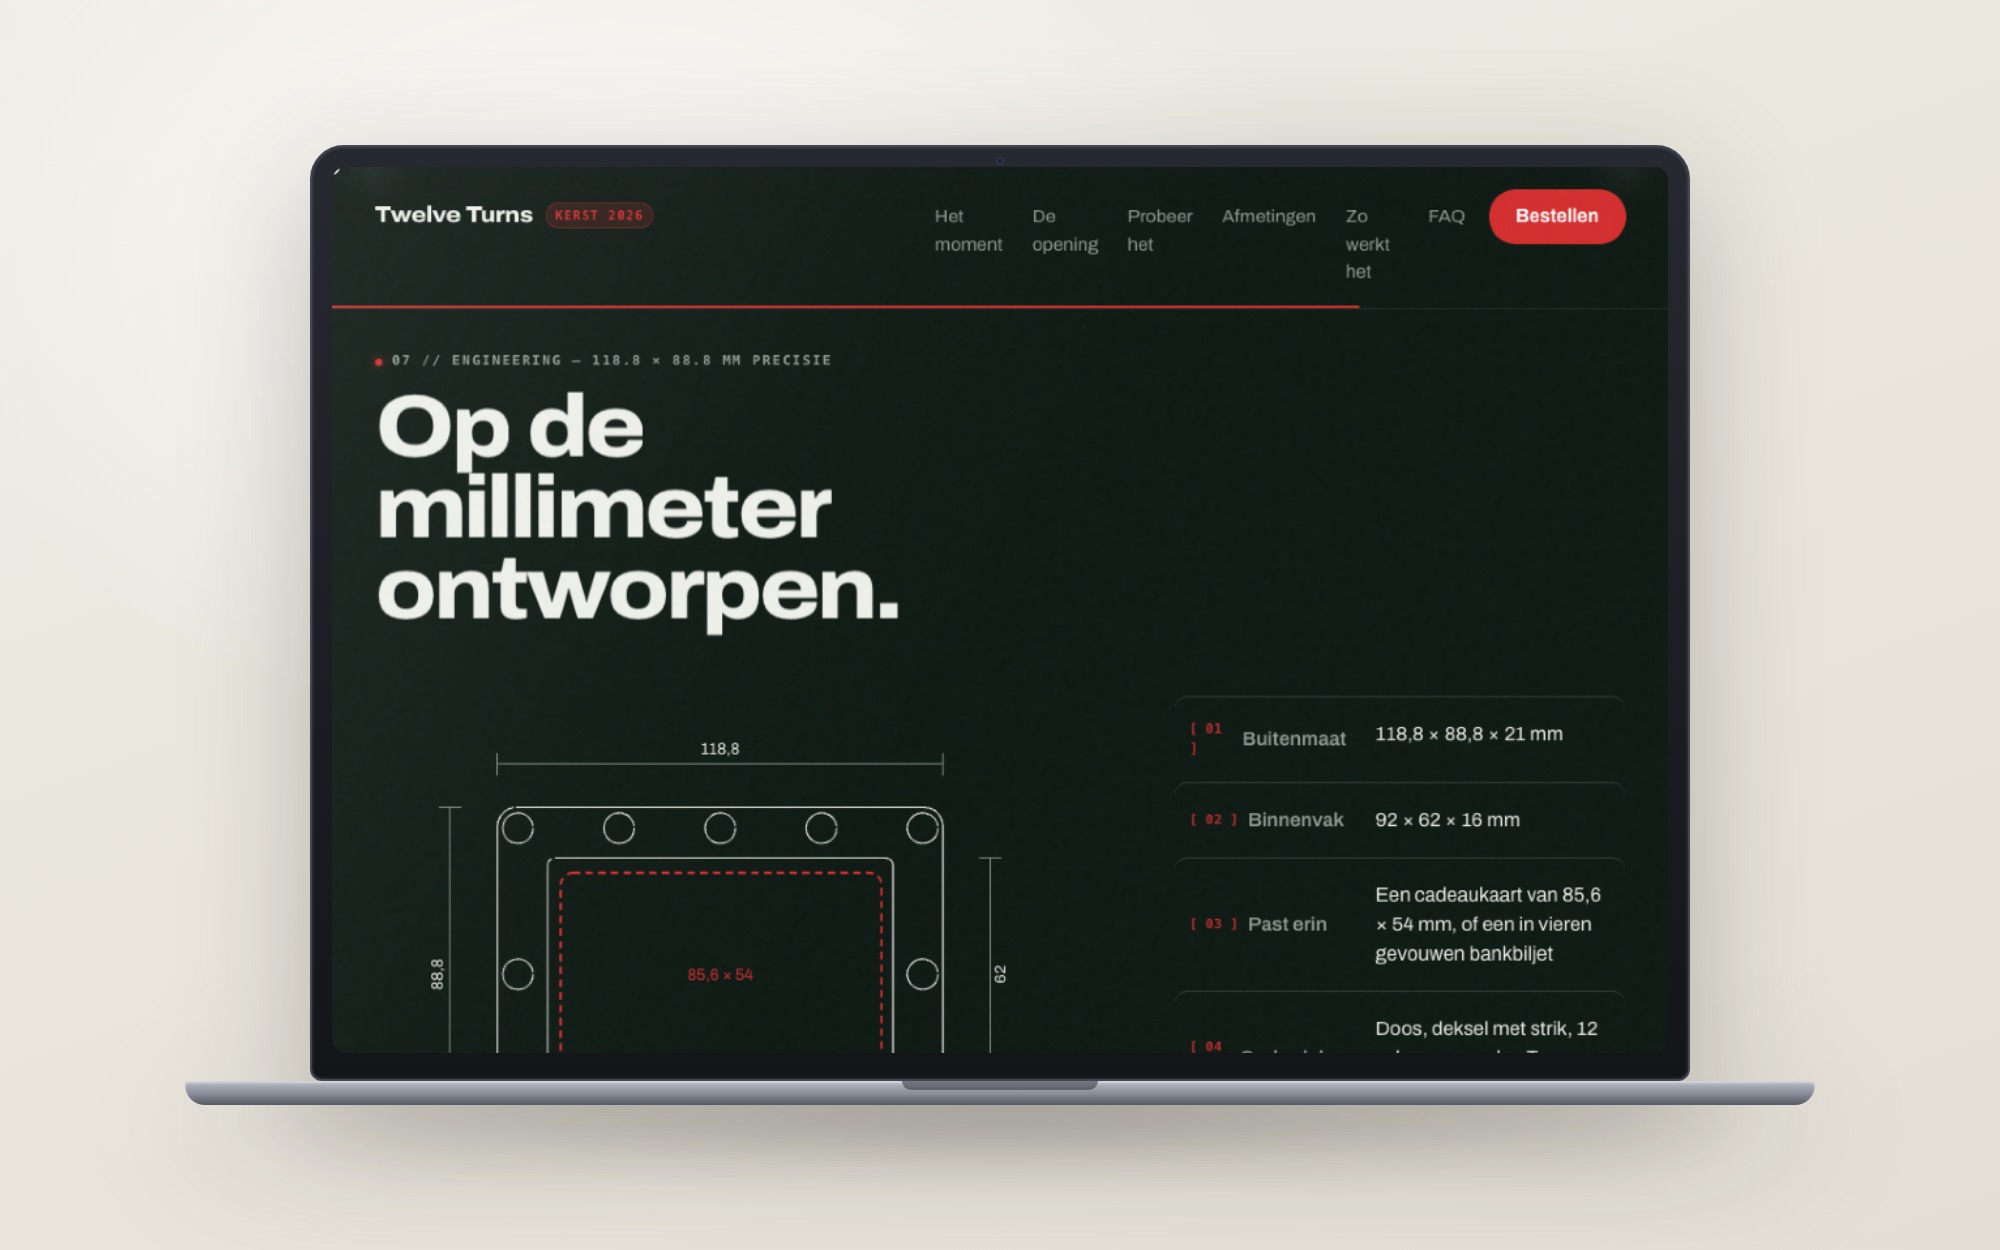 Twelve Turns KERST 2026
Het moment
De opening
Probeer het
Afmetingen
Zo werkt het
FAQ
Bestellen
07 // ENGINEERING — 118.8 × 88.8 MM PRECISIE
Op de
millimeter
ontworpen.
118,8
88,8
85,6 × 54
62
[ 01 ] Buitenmaat 118,8 × 88,8 × 21 mm
[ 02 ] Binnenvak 92 × 62 × 16 mm
[ 03 ] Past erin
Een cadeaukaart van 85,6
× 54 mm, of een in vieren
gevouwen bankbiljet
[ 04
Doos, deksel met strik, 12